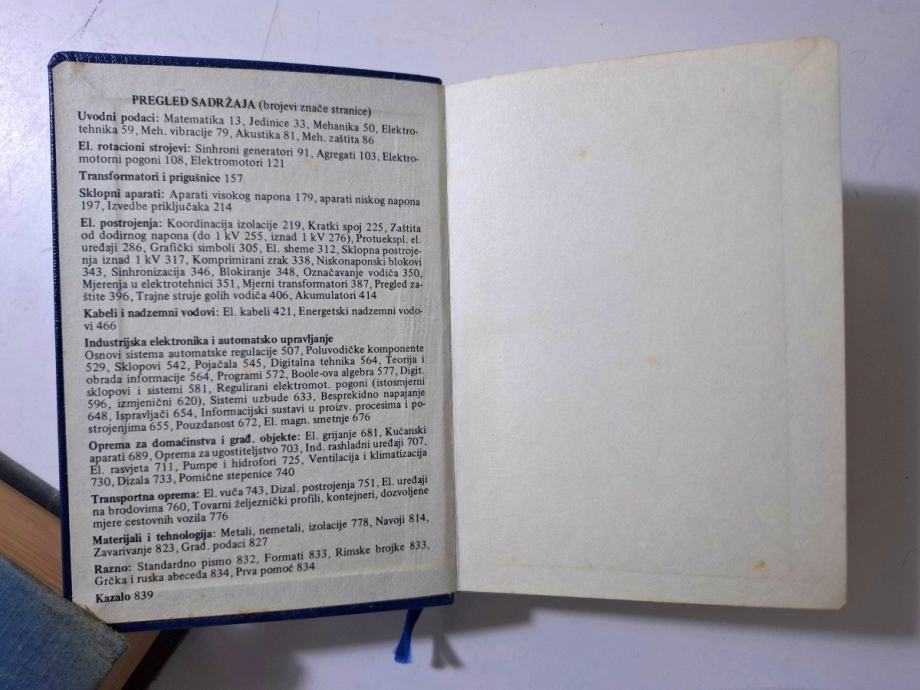 PREGLED SADRŽAJA (brojevi znače stranice)
Uvodni podaci: Matematika 13, Jedinice 33, Mehanika 50, Elektro-
tehnika 59, Meh. vibracije 79, Akustika 81, Meh. zaštita 86
El. rotacioni strojevi: Sinhroni generatori 91, Agregati 103, Elektro-
motorni pogoni 108, Elektromotori 121
Transformatori i prigušnice 157
Sklopni aparati: Aparati visokog napona 179, aparati niskog napona
197, Izvedbe priključaka 214
El. postrojenja: Koordinacija izolacije 219, Kratki spoj 225, Zaštita
od dodirnog napona (do 1 kV 255, iznad 1 kV 276), Protuekspl. el.
uređaji 286, Grafički simboli 305, El. sheme 312, Sklopna postroje-
nja iznad 1 kV 317, Komprimirani zrak 338, Niskonaponski blokovi
343, Sinhronizacija 346, Blokiranje 348, Označavanje vodiča 350,
Mjerenja u elektrotehnici 351, Mjerni transformatori 387, Pregled za-
štite 396, Trajne struje golih vodiča 406, Akumulatori 414
Kabeli i nadzemni vodovi: El. kabeli 421, Energetski nadzemni vodo-
vi 466
Industrijska elektronika i automatsko upravljanje
Osnovi sistema automatske regulacije 507, Poluvodičke komponente
529, Sklopovi 542, Pojačala 545, Digitalna tehnika 564, Teorija i
obrada informacije 564, Programi 572, Boole-ova algebra 577, Digit.
sklopovi i sistemi 581, Regulirani elektromot. pogoni (istosmjerni
596, izmjenični 620), Sistemi uzbude 633, Besprekidno napajanje
648, Ispravljači 654, Informacijski sustavi u proizv. procesima i po-
strojenjima 655, Pouzdanost 672, El. magn. smetnje 676
Oprema za domaćinstva i građ. objekte: El. grijanje 681, Kućanski
aparati 689, Oprema za ugostiteljstvo 703, Ind. rashladni uređaji 707,
El. rasvjeta 711, Pumpe i hidrofori 725, Ventilacija i klimatizacija
730, Dizala 733, Pomične stepenice 740
Transportna oprema: El. vuča 743, Dizal. postrojenja 751, El. uređaji
na brodovima 760, Tovarni željeznički profili, kontejneri, dozvoljene
mjere cestovnih vozila 776
Materijali i tehnologija: Metali, nemetali, izolacije 778, Navoji 814,
Zavarivanje 823, Građ. podaci 827
Razno: Standardno pismo 832, Formati 833, Rimske brojke 833,
Grčka i ruska abeceda 834, Prva pomoć 834
Kazalo 839